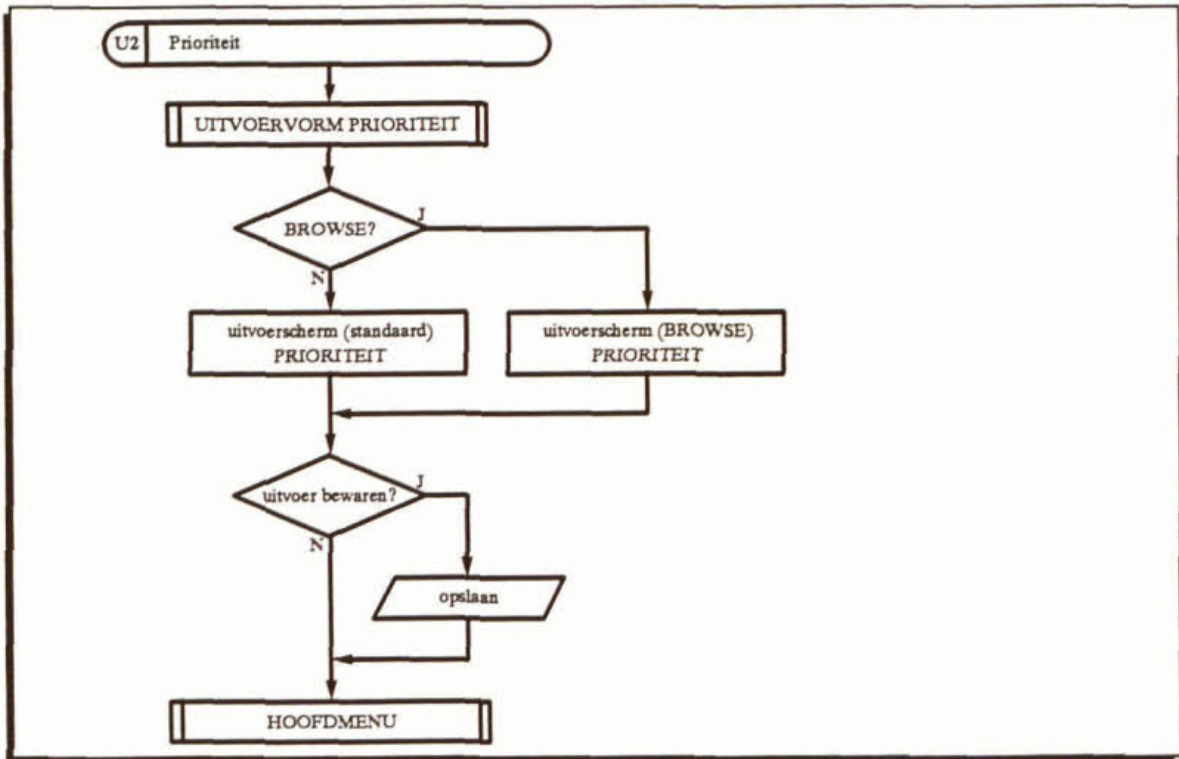 U2 Prioriteit
UITVOERVORM PRIORITEIT
BROWSE?
J
N
uitvoerscherm (standaard)
PRIORITEIT
uitvoerscherm (BROWSE)
PRIORITEIT
uitvoer bewaren?
J
N
opslaan
HOOFDMENU